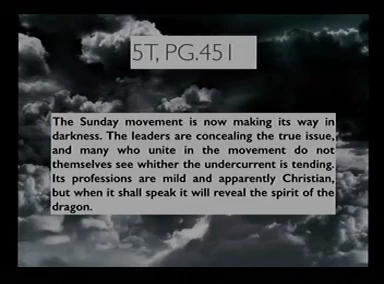 5T, PG.451
The Sunday movement is now making its way in
darkness. The leaders are concealing the true issue,
and many who unite in the movement do not
themselves see whither the undercurrent is tending.
Its professions are mild and apparently Christian,
but when it shall speak it will reveal the spirit of the
dragon.